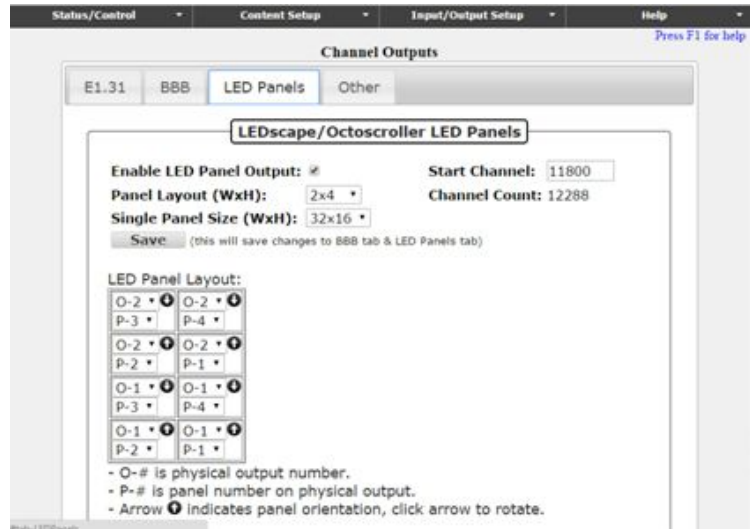 Status/Control Content Setup Input/Output Setup Help
Press F1 for help
Channel Outputs
E1.31 BBB LED Panels Other
LEDscape/Octoscroller LED Panels
Enable LED Panel Output: Start Channel: 11800
Panel Layout (WxH): 2x4 Channel Count: 12288
Single Panel Size (WxH): 32x16
Save (this will save changes to BBB tab & LED Panels tab)
LED Panel Layout:
O-2 O-2
P-3 P-4
O-2 O-2
P-2 P-1
O-1 O-1
P-3 P-4
O-1 O-1
P-2 P-1
- O-# is physical output number.
- P-# is panel number on physical output.
- Arrow indicates panel orientation, click arrow to rotate.